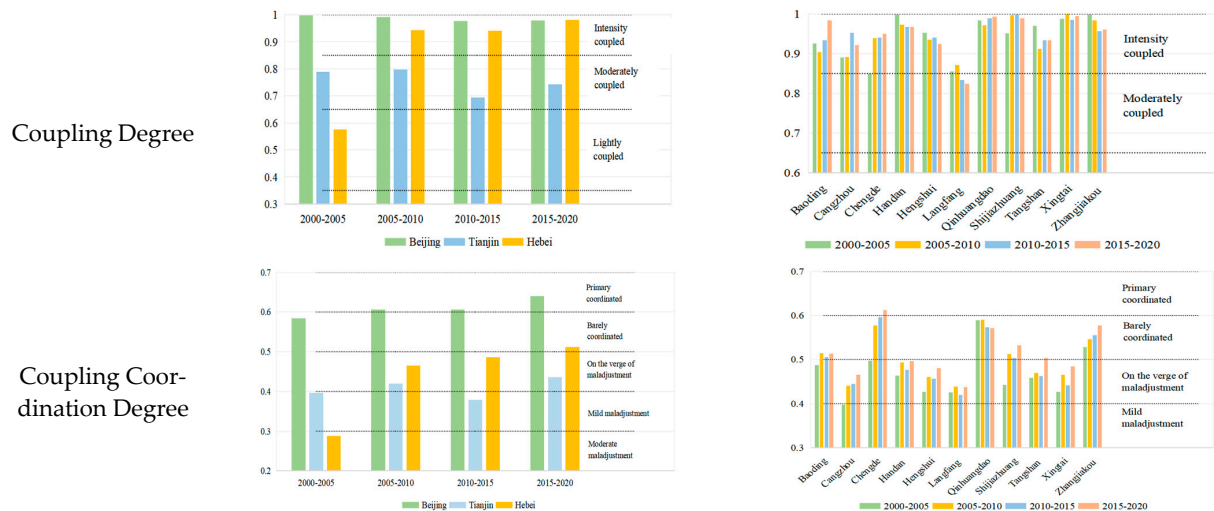 Coupling Degree
1
0.9
0.8
0.7
0.6
0.5
0.4
0.3
Intensity
coupled
Moderately
coupled
Lightly
coupled
2000-2005 2005-2010 2010-2015 2015-2020
Beijing Tianjin Hebei
1
0.9
0.8
0.7
0.6
Intensity
coupled
Moderately
coupled
Baoding Cangzhou Chengde Handan Hengshui Langfang Qinhuangdao Shijiazhuang Tangshan Xingtai Zhangjiakou
2000-2005 2005-2010 2010-2015 2015-2020
Coupling Coor-
dination Degree
0.7
0.6
0.5
0.4
0.3
0.2
Primary
coordinated
Barely
coordinated
On the verge of
maladjustment
Mild maladjustment
Moderate
maladjustment
2000-2005 2005-2010 2010-2015 2015-2020
Beijing Tianjin Hebei
0.7
0.6
0.5
0.4
0.3
Primary
coordinated
Barely
coordinated
On the verge of
maladjustment
Mild
maladjustment
Baoding Cangzhou Chengde Handan Hengshui Langfang Qinhuangdao Shijiazhuang Tangshan Xingtai Zhangjiakou
2000-2005 2005-2010 2010-2015 2015-2020